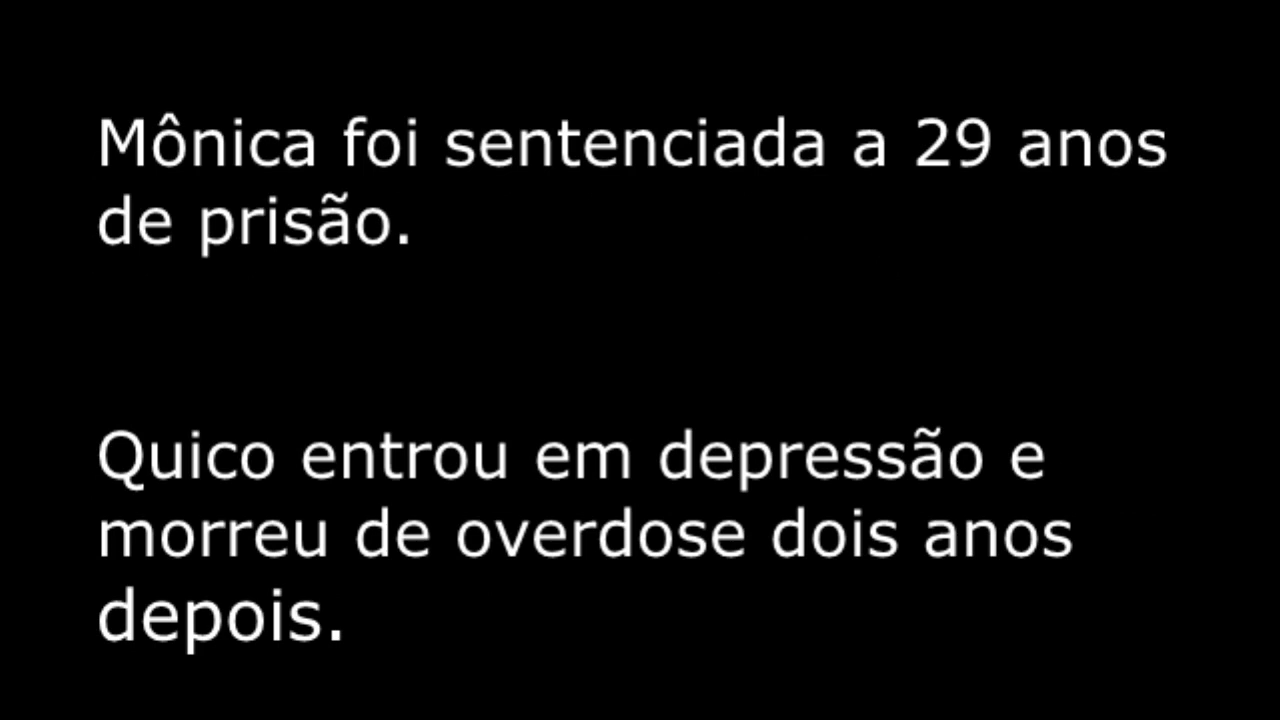 Mônica foi sentenciada a 29 anos
de prisão.
Quico entrou em depressão e
morreu de overdose dois anos
depois.